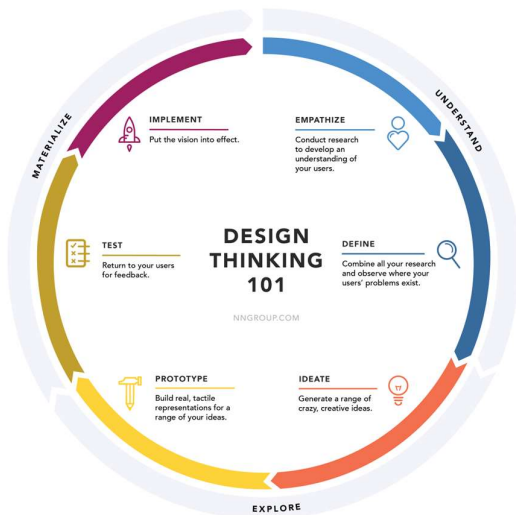 DESIGN
THINKING
101
NNGROUP.COM
UNDERSTAND
EMPATHIZE
Conduct research
to develop an
understanding of
your users.
DEFINE
Combine all your research
and observe where your
users' problems exist.
EXPLORE
IDEATE
Generate a range of
crazy, creative ideas.
PROTOTYPE
Build real, tactile
representations for a
range of your ideas.
MATERIALIZE
TEST
Return to your users
for feedback.
IMPLEMENT
Put the vision into effect.